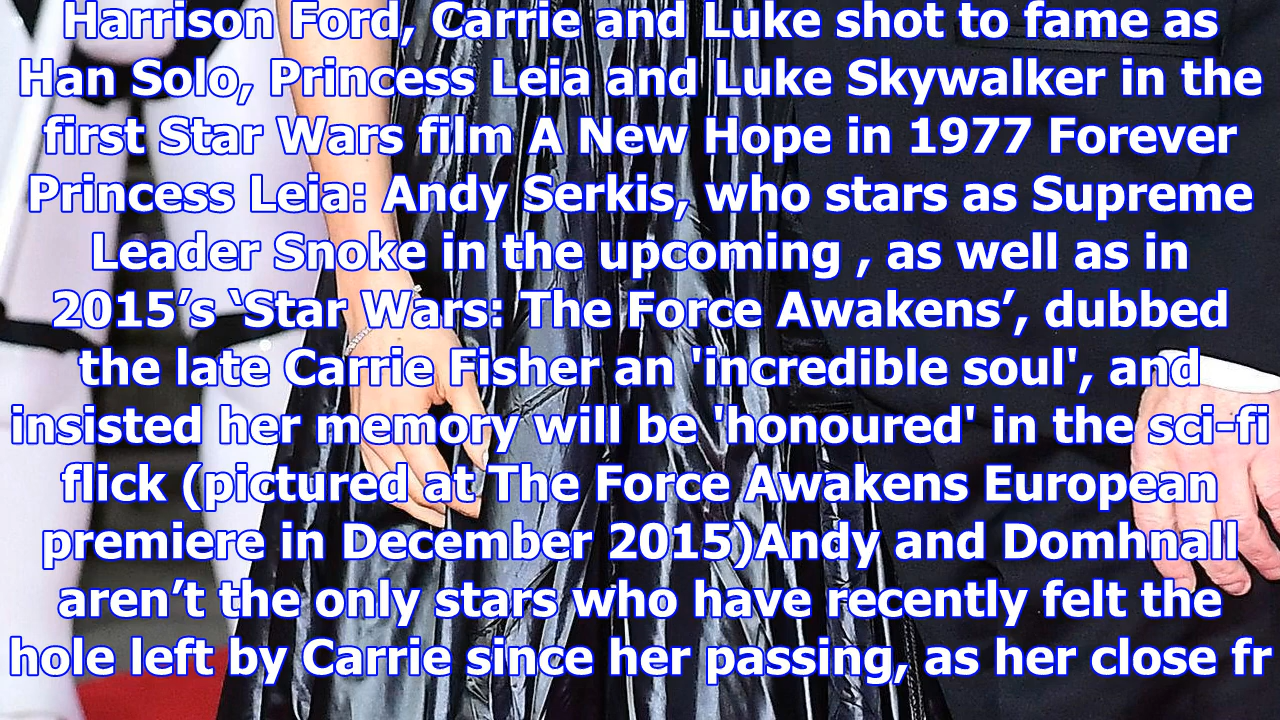 Harrison Ford, Carrie and Luke shot to fame as
Han Solo, Princess Leia and Luke Skywalker in the
first Star Wars film A New Hope in 1977 Forever
Princess Leia: Andy Serkis, who stars as Supreme
Leader Snoke in the upcoming , as well as in
2015’s ‘Star Wars: The Force Awakens’, dubbed
the late Carrie Fisher an 'incredible soul', and
insisted her memory will be 'honoured' in the sci-fi
flick (pictured at The Force Awakens European
premiere in December 2015)Andy and Domhnall
aren’t the only stars who have recently felt the
hole left by Carrie since her passing, as her close fr